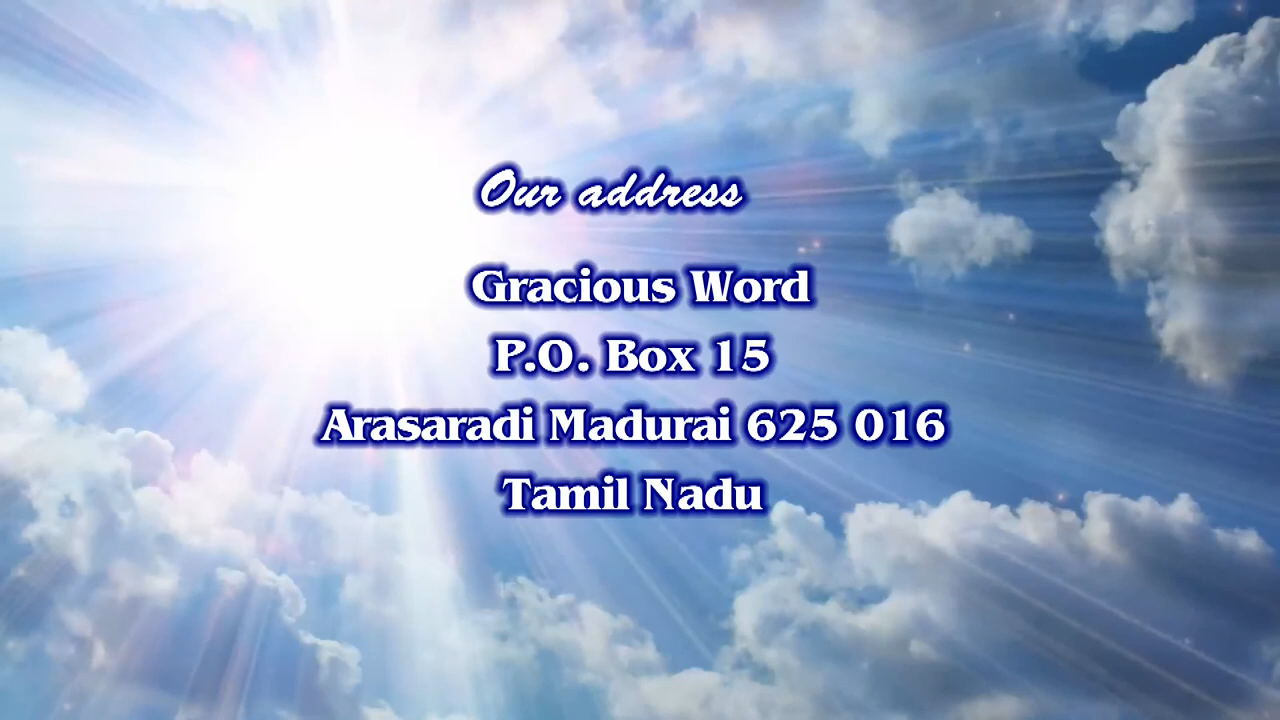 Our address
Gracious Word
P.O. Box 15
Arasaradi Madurai 625 016
Tamil Nadu